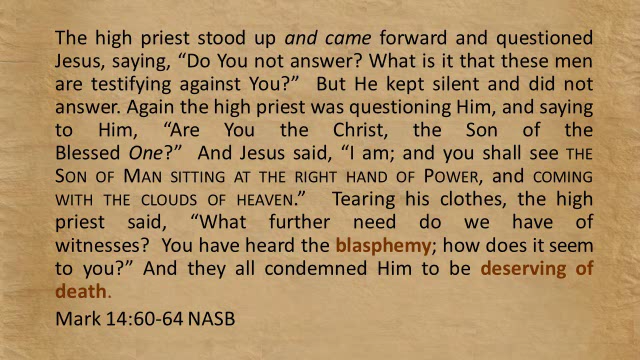 The high priest stood up and came forward and questioned
Jesus, saying, “Do You not answer? What is it that these men
are testifying against You?”  But He kept silent and did not
answer. Again the high priest was questioning Him, and saying
to Him, “Are You the Christ, the Son of the
Blessed One?”  And Jesus said, “I am; and you shall see THE
SON OF MAN SITTING AT THE RIGHT HAND OF POWER, and COMING
WITH THE CLOUDS OF HEAVEN.”  Tearing his clothes, the high
priest said, “What further need do we have of
witnesses?  You have heard the blasphemy; how does it seem
to you?” And they all condemned Him to be deserving of
death.
Mark 14:60-64 NASB